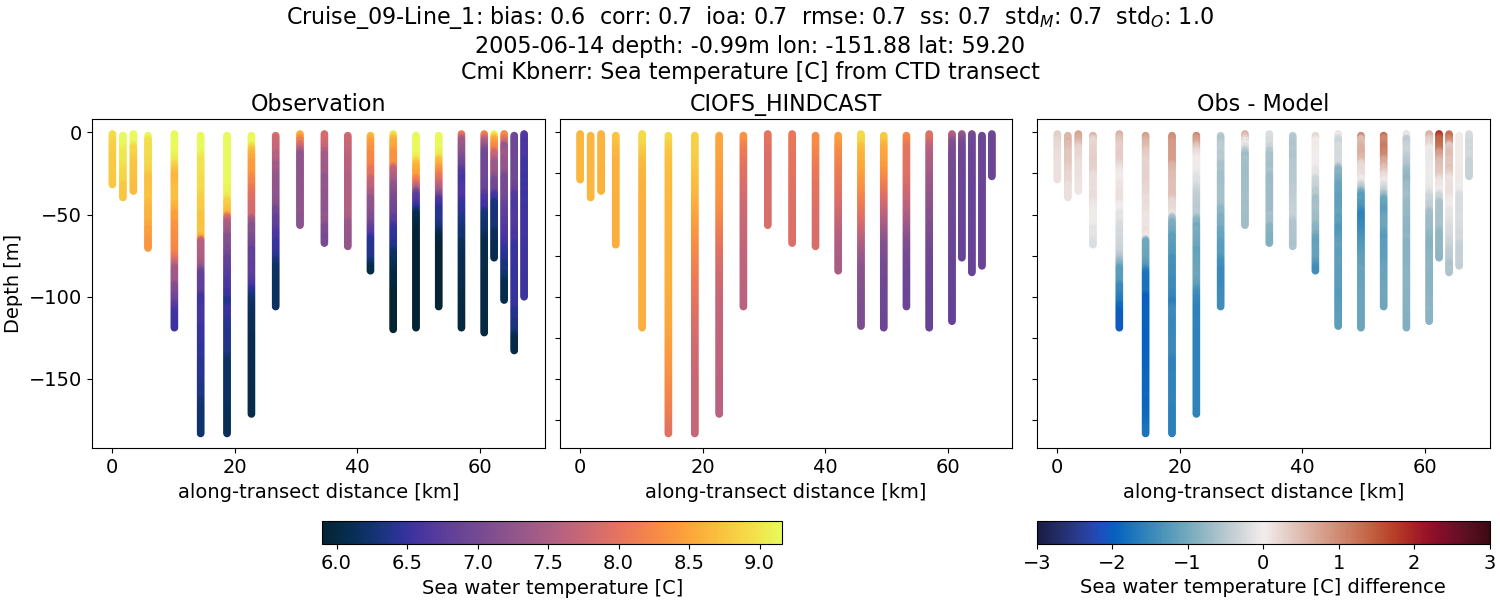 Cruise_09-Line_1: bias: 0.6 corr: 0.7 ioa: 0.7 rmse: 0.7 ss: 0.7 std_M: 0.7 std_O: 1.0
2005-06-14 depth: -0.99m lon: -151.88 lat: 59.20
Cmi Kbnerr: Sea temperature [C] from CTD transect
Observation
CIOFS_HINDCAST
Obs - Model
Depth [m]
0
−50
−100
−150
0 20 40 60
0 20 40 60
0 20 40 60
along-transect distance [km]
along-transect distance [km]
along-transect distance [km]
6.0 6.5 7.0 7.5 8.0 8.5 9.0
Sea water temperature [C]
−3 −2 −1 0 1 2 3
Sea water temperature [C] difference